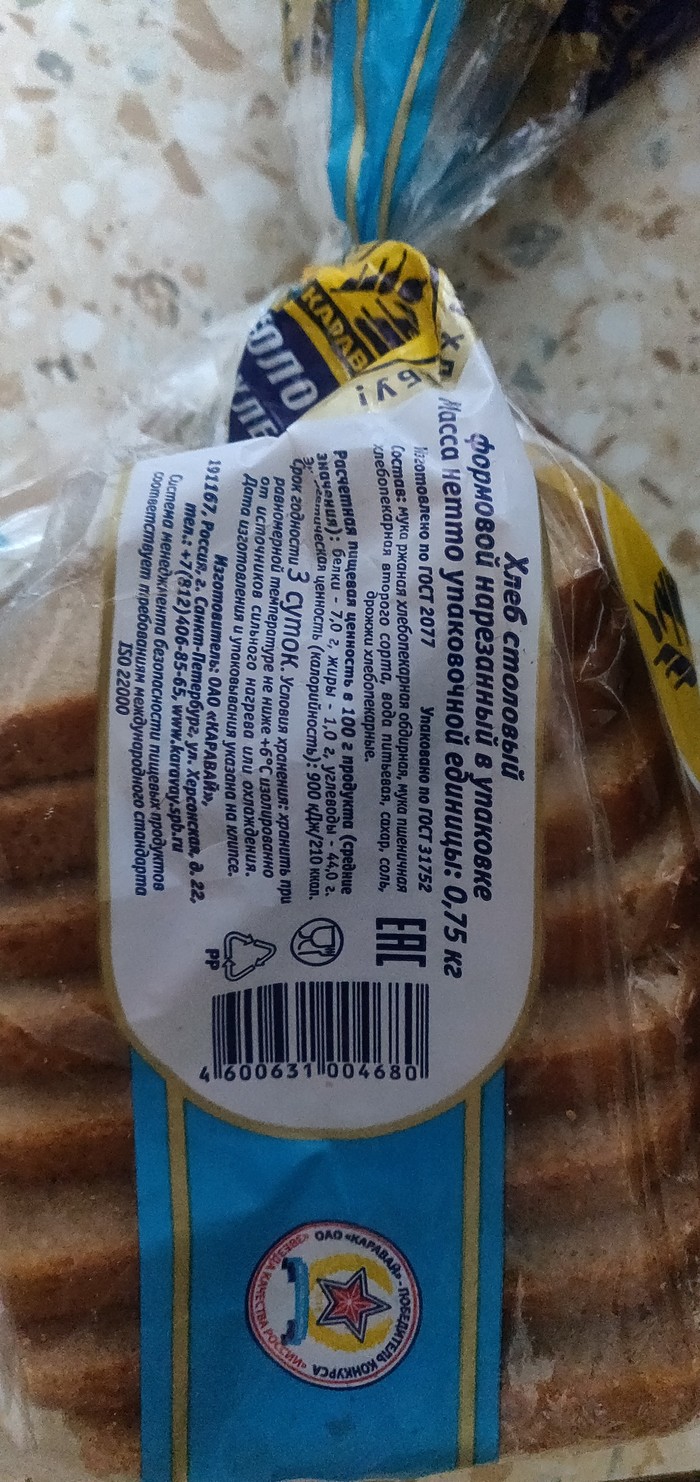 КАРАВ
СТОЛО
ХЛЕ
Хлеб столовый
формовой нарезанный в упаковке
Масса нетто упаковочной единицы: 0,75 кг
Изготовлено по ГОСТ 2077 Упаковано по ГОСТ 31752
Состав: мука ржаная хлебопекарная обдирная, мука пшеничная
хлебопекарная второго сорта, вода питьевая, сахар, соль,
дрожжи хлебопекарные.
Расчетная пищевая ценность в 100 г продукта (средние
значения): белки - 7,0 г, жиры - 1,0 г, углеводы - 44,0 г.
ценность (калорийность): 900 кДж/210 ккал.
Срок годности 3 суток. Условия хранения: хранить при
равномерной температуре не ниже +6°С изолированно
от источников сильного нагрева или охлаждения.
Дата изготовления и упаковывания указана на клипсе.
Изготовитель: ОАО «КАРАВАЙ»,
191167, Россия, г. Санкт-Петербург, ул. Херсонская, д. 22,
тел.: +7(812)406-85-65, www.karavay.spb.ru
Система менеджмента безопасности пищевых продуктов
соответствует требованиям международного стандарта
ISO 22000
EAC
PP
4 600631 004680
ОАО «КАРАВАЙ» - ПОБЕДИТЕЛЬ КОНКУРСА
«ЗВЕЗДА КАЧЕСТВА РОССИИ»